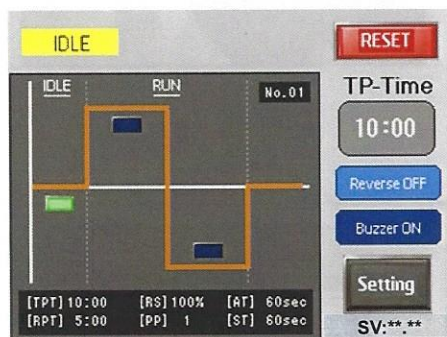 IDLE
RESET
IDLE RUN No.01
TP-Time
10:00
Reverse OFF
Buzzer ON
Setting
[TPT] 10:00 [RS] 100% [AT] 60sec
[RPT] 5:00 [PP] 1 [ST] 60sec
SV:**.**